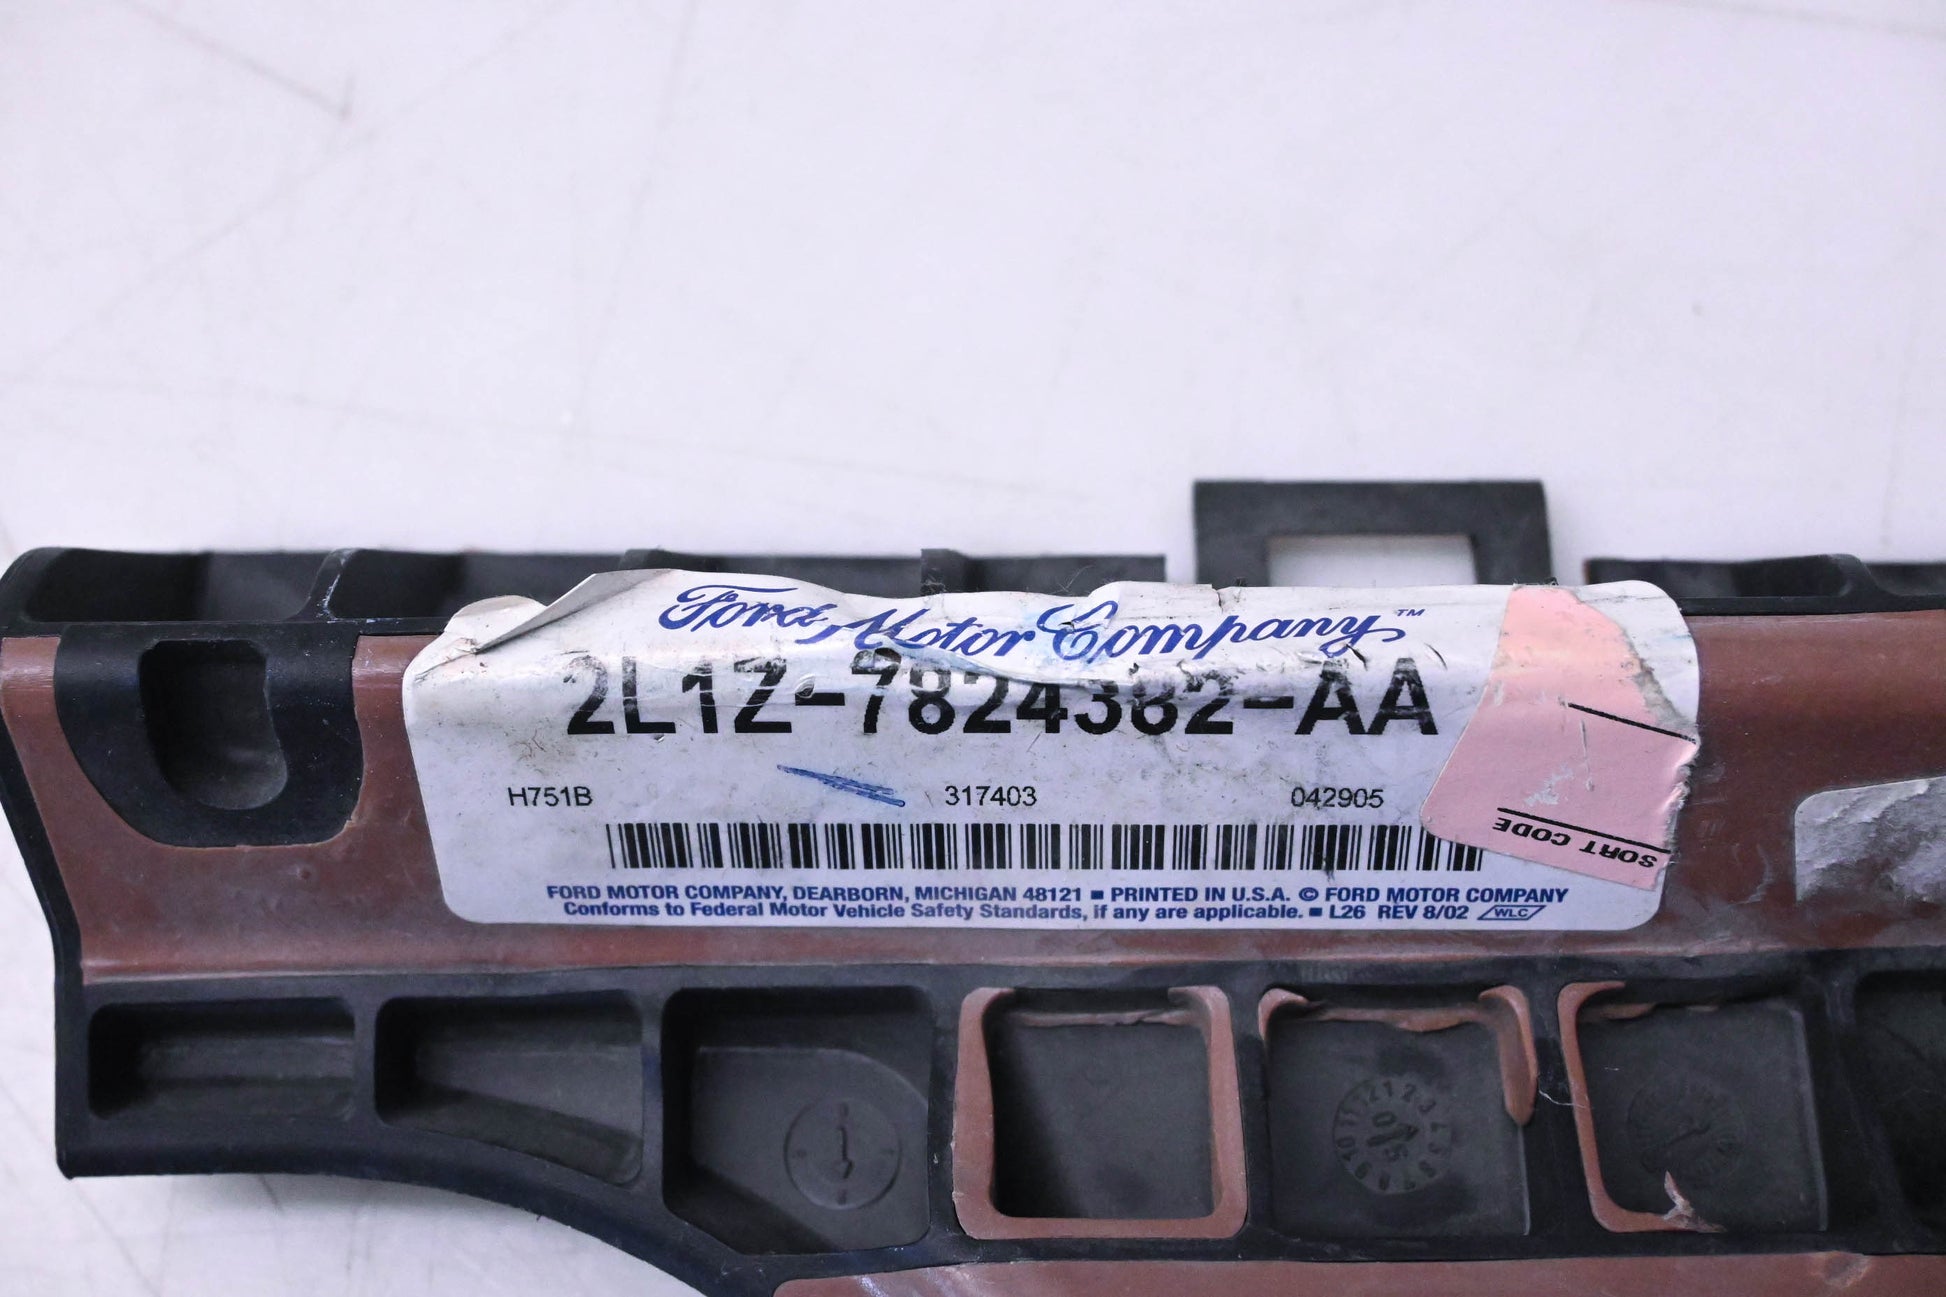 Ford Motor Company™
2L1Z-7824382-AA
H751B 317403 042905
SORT CODE
FORD MOTOR COMPANY, DEARBORN, MICHIGAN 48121 ■ PRINTED IN U.S.A. © FORD MOTOR COMPANY
Conforms to Federal Motor Vehicle Safety Standards, if any are applicable. ■ L26 REV 8/02 WLC